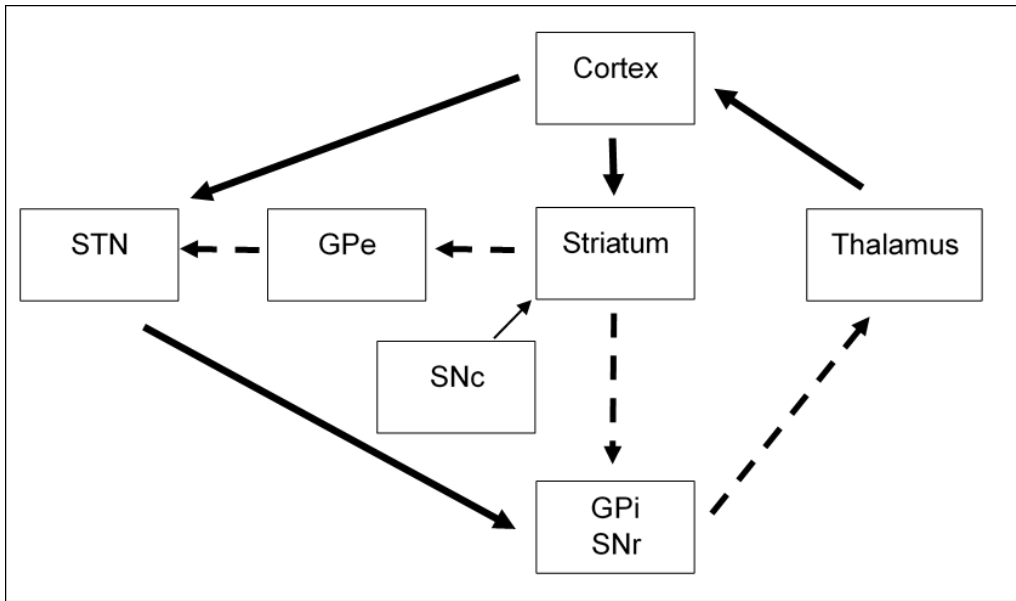 Cortex
STN
GPe
Striatum
Thalamus
SNc
GPi
SNr